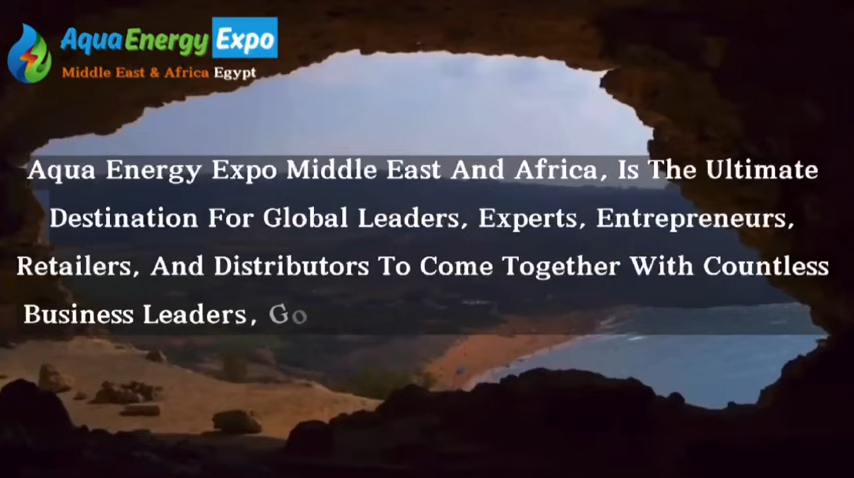 Aqua Energy Expo
Middle East & Africa Egypt
Aqua Energy Expo Middle East And Africa, Is The Ultimate
Destination For Global Leaders, Experts, Entrepreneurs,
Retailers, And Distributors To Come Together With Countless
Business Leaders, Go